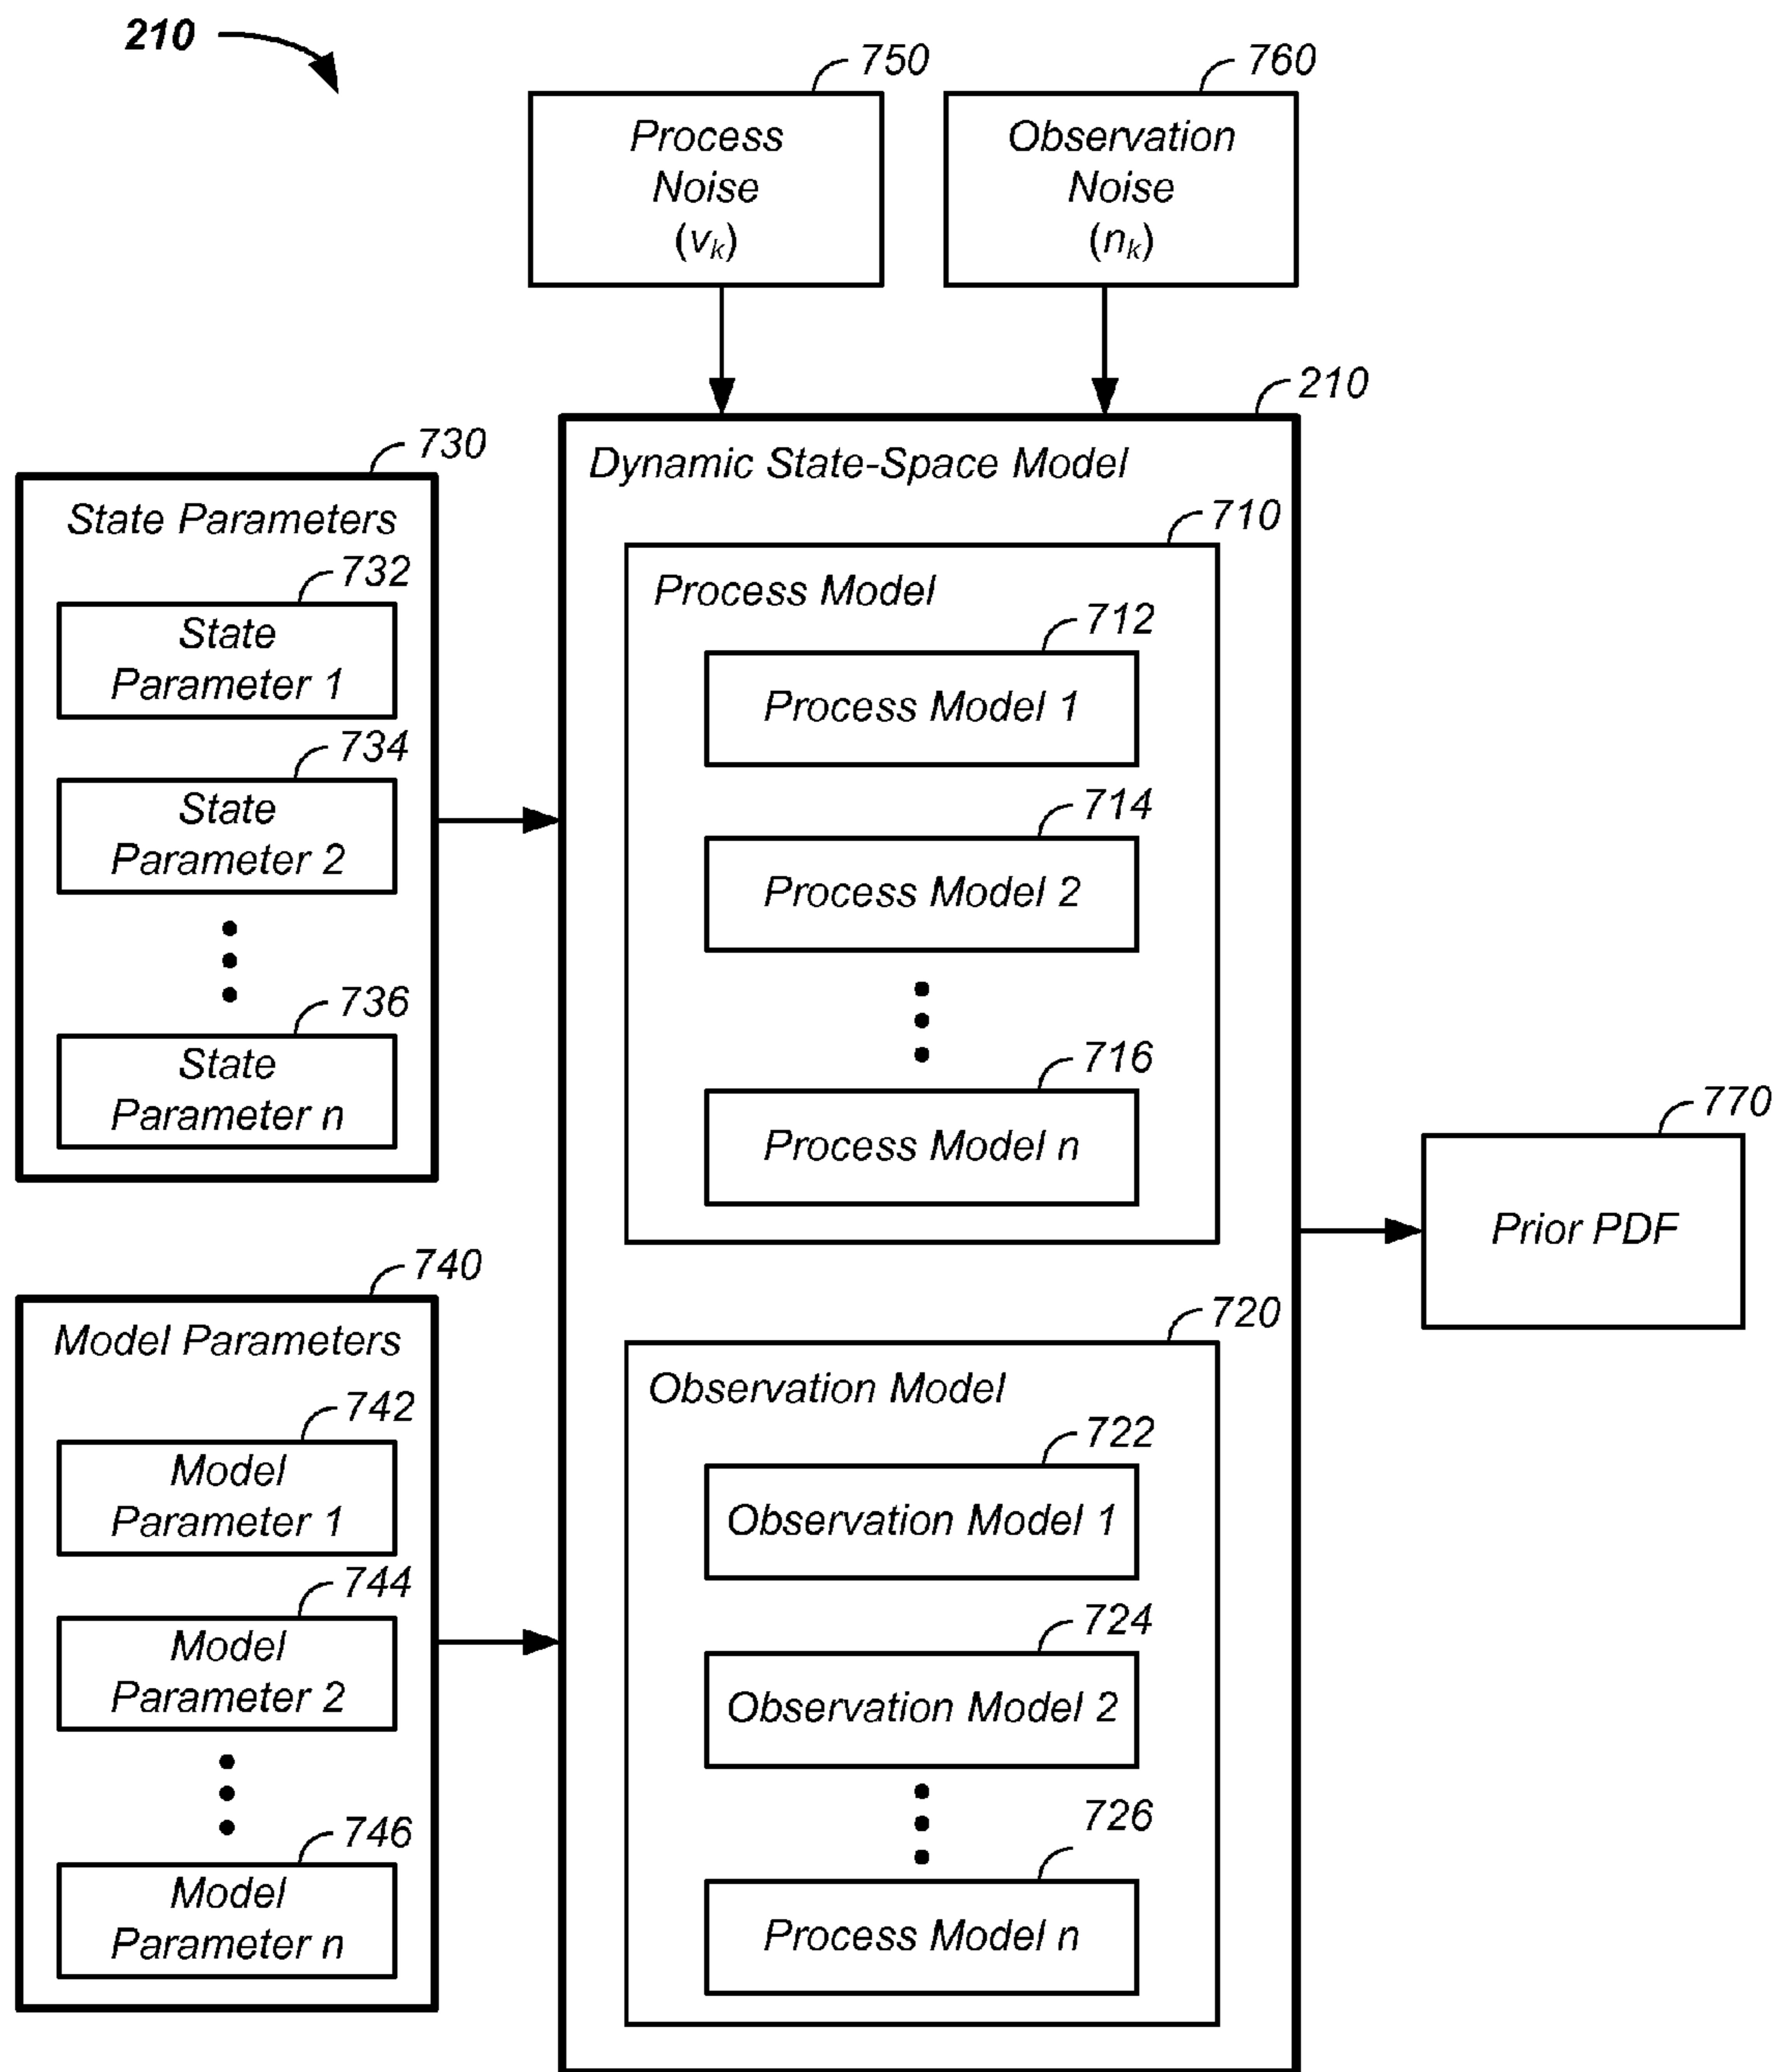 210
750
Process
Noise
(vk)
760
Observation
Noise
(nk)
730
State Parameters
732
State
Parameter 1
734
State
Parameter 2
736
State
Parameter n
740
Model Parameters
742
Model
Parameter 1
744
Model
Parameter 2
746
Model
Parameter n
210
Dynamic State-Space Model
710
Process Model
712
Process Model 1
714
Process Model 2
716
Process Model n
720
Observation Model
722
Observation Model 1
724
Observation Model 2
726
Process Model n
770
Prior PDF